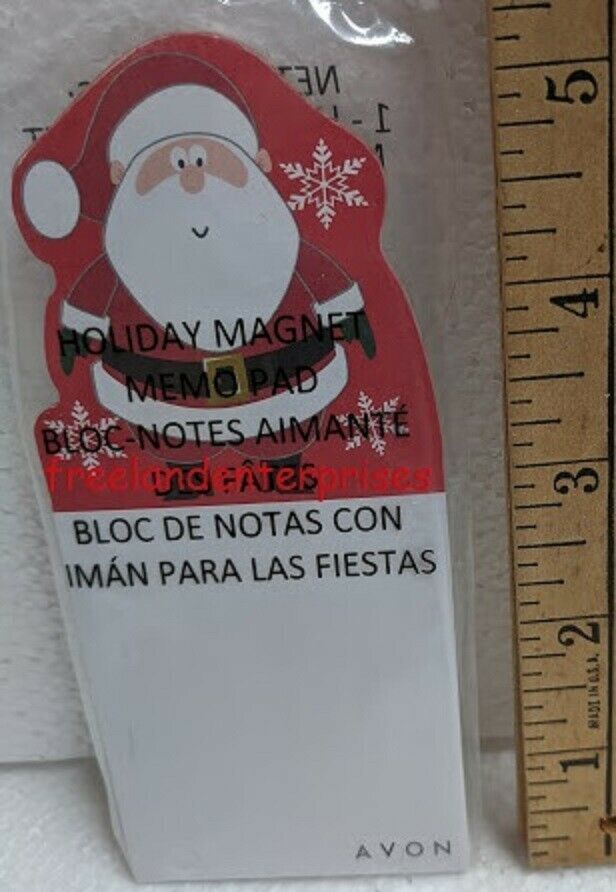 HOLIDAY MAGNET
MEMO PAD
BLOC-NOTES AIMANTÉ
freelandenterprises
BLOC DE NOTAS CON
IMÁN PARA LAS FIESTAS
AVON
5
4
3
2
1
MADE IN U.S.A.